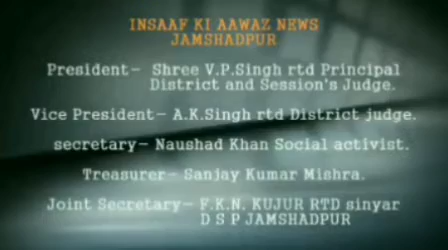 INSAAF KI AAWAZ NEWS
JAMSHADPUR
President- Shree V.P.Singh rtd Principal
District and Session's Judge.
Vice President- A.K.Singh rtd District judge.
secretary- Naushad Khan Social activist.
Treasurer- Sanjay Kumar Mishra.
Joint Secretary- F.K.N. KUJUR RTD sinyar
D S P JAMSHADPUR